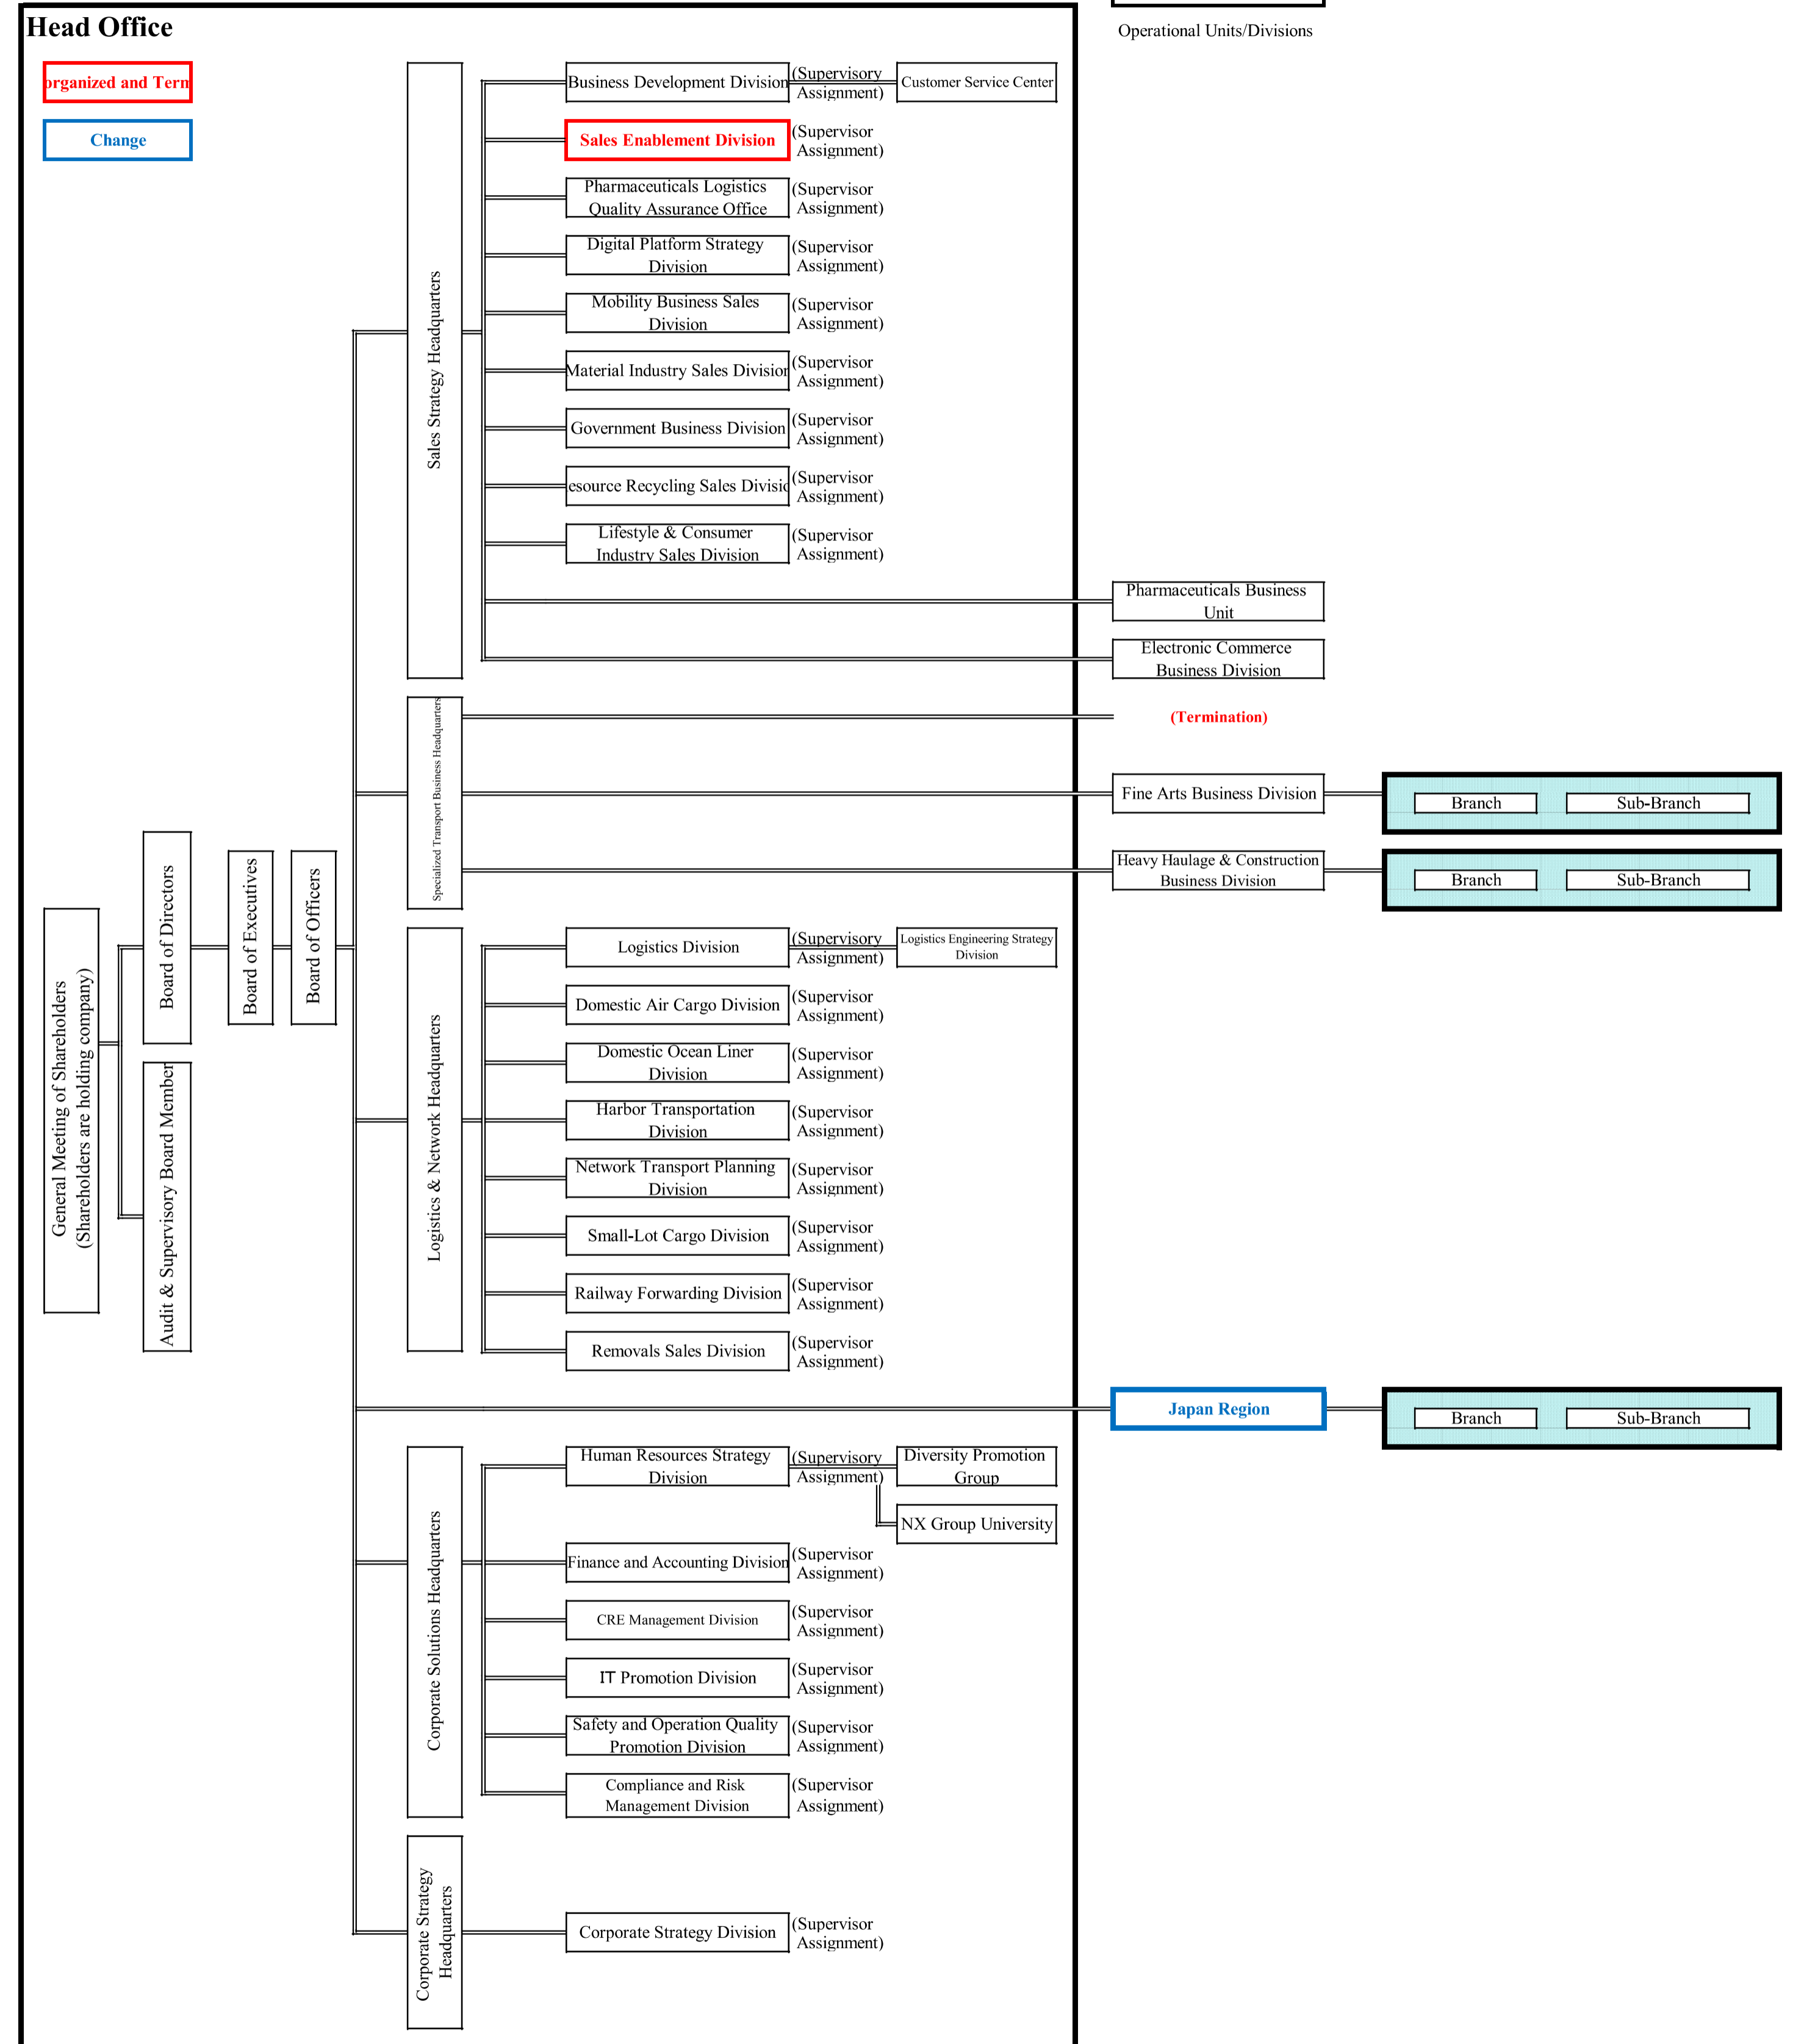 Head Office
Operational Units/Divisions
organized and Term
Change
Sales Strategy Headquarters
Business Development Division
(Supervisory
Assignment)
Customer Service Center
Sales Enablement Division
(Supervisor
Assignment)
Pharmaceuticals Logistics
Quality Assurance Office
(Supervisor
Assignment)
Digital Platform Strategy
Division
(Supervisor
Assignment)
Mobility Business Sales
Division
(Supervisor
Assignment)
Material Industry Sales Division
(Supervisor
Assignment)
Government Business Division
(Supervisor
Assignment)
esource Recycling Sales Divisio
(Supervisor
Assignment)
Lifestyle & Consumer
Industry Sales Division
(Supervisor
Assignment)
Pharmaceuticals Business
Unit
Electronic Commerce
Business Division
Specialized Transport Business Headquarters
(Termination)
Fine Arts Business Division
Branch
Sub-Branch
Heavy Haulage & Construction
Business Division
Branch
Sub-Branch
General Meeting of Shareholders
(Shareholders are holding company)
Board of Directors
Audit & Supervisory Board Member
Board of Executives
Board of Officers
Logistics & Network Headquarters
Logistics Division
(Supervisory
Assignment)
Logistics Engineering Strategy
Division
Domestic Air Cargo Division
(Supervisor
Assignment)
Domestic Ocean Liner
Division
(Supervisor
Assignment)
Harbor Transportation
Division
(Supervisor
Assignment)
Network Transport Planning
Division
(Supervisor
Assignment)
Small-Lot Cargo Division
(Supervisor
Assignment)
Railway Forwarding Division
(Supervisor
Assignment)
Removals Sales Division
(Supervisor
Assignment)
Japan Region
Branch
Sub-Branch
Corporate Solutions Headquarters
Human Resources Strategy
Division
(Supervisory
Assignment)
Diversity Promotion
Group
NX Group University
Finance and Accounting Division
(Supervisor
Assignment)
CRE Management Division
(Supervisor
Assignment)
IT Promotion Division
(Supervisor
Assignment)
Safety and Operation Quality
Promotion Division
(Supervisor
Assignment)
Compliance and Risk
Management Division
(Supervisor
Assignment)
Corporate Strategy
Headquarters
Corporate Strategy Division
(Supervisor
Assignment)